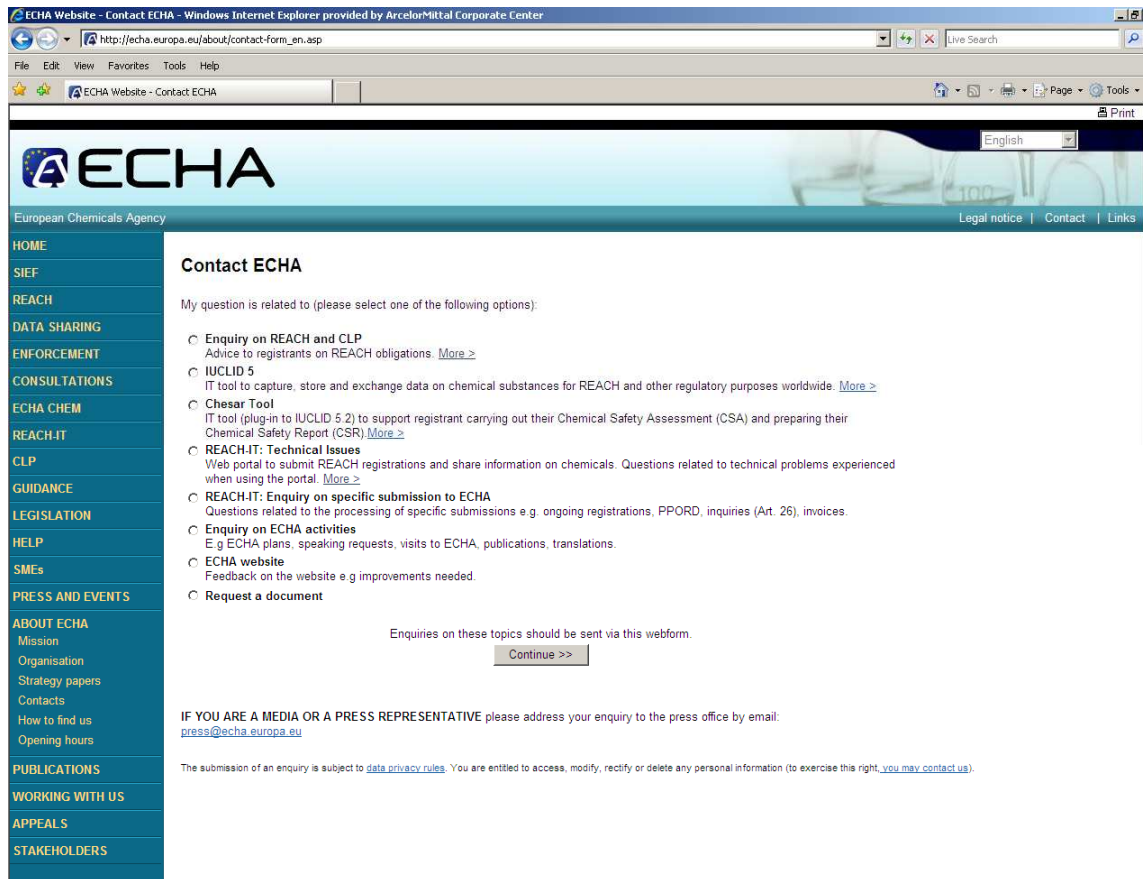 ECHA Website - Contact ECHA - Windows Internet Explorer provided by ArcelorMittal Corporate Center
http://echa.europa.eu/about/contact-form_en.asp
Live Search
File Edit View Favorites Tools Help
ECHA Website - Contact ECHA
Page Tools
Print
English
ECHA
100
European Chemicals Agency
Legal notice | Contact | Links
HOME
SIEF
REACH
DATA SHARING
ENFORCEMENT
CONSULTATIONS
ECHA CHEM
REACH-IT
CLP
GUIDANCE
LEGISLATION
HELP
SMEs
PRESS AND EVENTS
ABOUT ECHA
Mission
Organisation
Strategy papers
Contacts
How to find us
Opening hours
PUBLICATIONS
WORKING WITH US
APPEALS
STAKEHOLDERS
Contact ECHA
My question is related to (please select one of the following options):
Enquiry on REACH and CLP
Advice to registrants on REACH obligations. More >
IUCLID 5
IT tool to capture, store and exchange data on chemical substances for REACH and other regulatory purposes worldwide. More >
Chesar Tool
IT tool (plug-in to IUCLID 5.2) to support registrant carrying out their Chemical Safety Assessment (CSA) and preparing their
Chemical Safety Report (CSR).More >
REACH-IT: Technical Issues
Web portal to submit REACH registrations and share information on chemicals. Questions related to technical problems experienced
when using the portal. More >
REACH-IT: Enquiry on specific submission to ECHA
Questions related to the processing of specific submissions e.g. ongoing registrations, PPORD, inquiries (Art. 26), invoices.
Enquiry on ECHA activities
E.g ECHA plans, speaking requests, visits to ECHA, publications, translations.
ECHA website
Feedback on the website e.g improvements needed.
Request a document
Enquiries on these topics should be sent via this webform.
Continue >>
IF YOU ARE A MEDIA OR A PRESS REPRESENTATIVE please address your enquiry to the press office by email:
press@echa.europa.eu
The submission of an enquiry is subject to data privacy rules. You are entitled to access, modify, rectify or delete any personal information (to exercise this right, you may contact us).